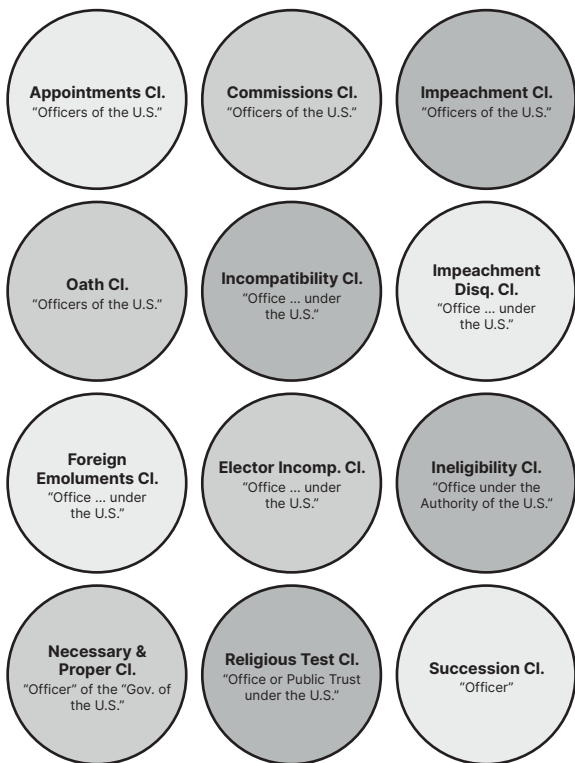 Appointments Cl.
“Officers of the U.S.”
Commissions Cl.
“Officers of the U.S.”
Impeachment Cl.
“Officers of the U.S.”
Oath Cl.
“Officers of the U.S.”
Incompatibility Cl.
“Office ... under
the U.S.”
Impeachment
Disq. Cl.
“Office ... under
the U.S.”
Foreign
Emoluments Cl.
“Office ... under
the U.S.”
Elector Incomp. Cl.
“Office ... under
the U.S.”
Ineligibility Cl.
“Office under the
Authority of the U.S.”
Necessary &
Proper Cl.
“Officer” of the “Gov. of
the U.S.”
Religious Test Cl.
“Office or Public Trust
under the U.S.”
Succession Cl.
“Officer”